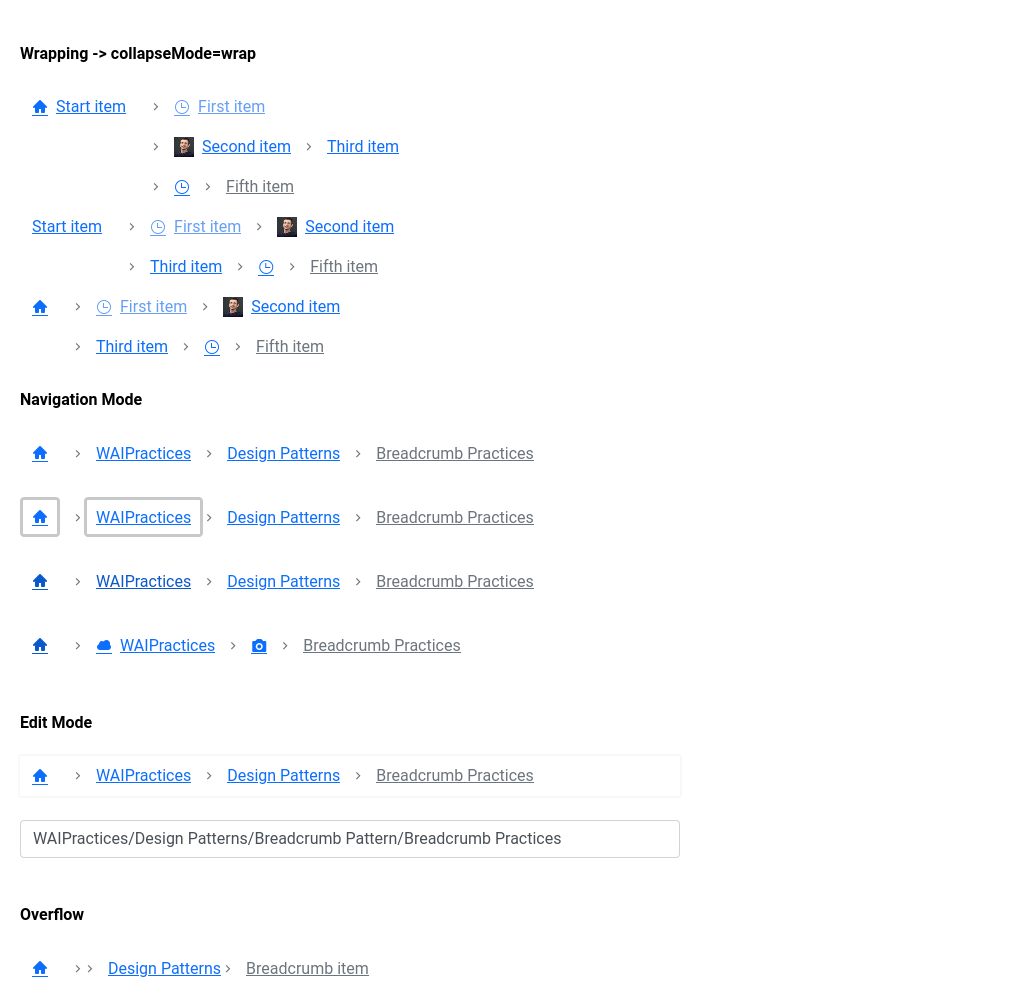 Wrapping -> collapseMode=wrap
Start item > First item
> Second item > Third item
> > Fifth item
Start item > First item > Second item
> Third item > > Fifth item
> First item > Second item
> Third item > > Fifth item
Navigation Mode
> WAIPractices > Design Patterns > Breadcrumb Practices
> WAIPractices > Design Patterns > Breadcrumb Practices
> WAIPractices > Design Patterns > Breadcrumb Practices
> WAIPractices > > Breadcrumb Practices
Edit Mode
> WAIPractices > Design Patterns > Breadcrumb Practices
WAIPractices/Design Patterns/Breadcrumb Pattern/Breadcrumb Practices
Overflow
> > Design Patterns > Breadcrumb item